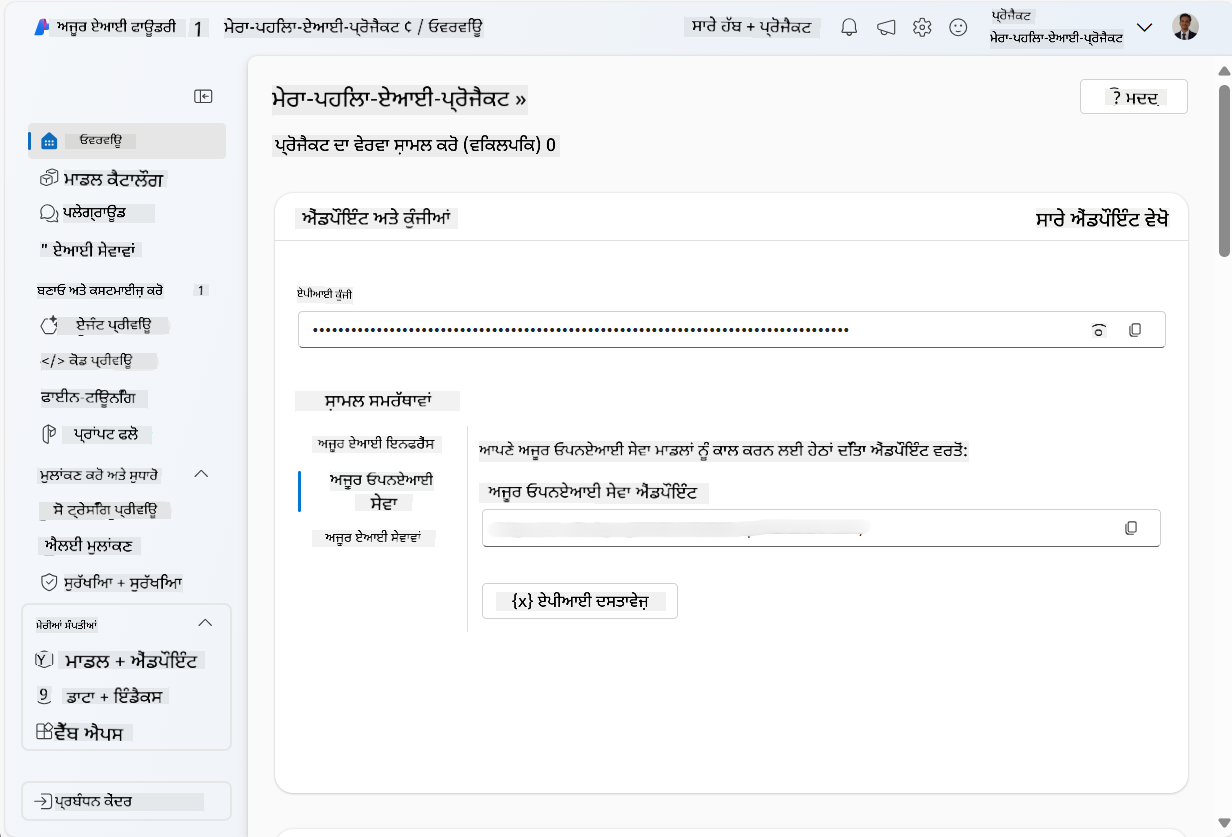 ਅਜ਼ੂਰ ਏਆਈ ਫਾਊਂਡਰੀ 1 ਮੇਰਾ-ਪਹਿਲਾ-ਏਆਈ-ਪ੍ਰੋਜੈਕਟ ¢ / ਓਵਰਵਿਊ ਸਾਰੇ ਹੱਬ + ਪ੍ਰੋਜੈਕਟ
ਪ੍ਰੋਜੈਕਟ
ਮੇਰਾ-ਪਹਿਲਾ-ਏਆਈ-ਪ੍ਰੋਜੈਕਟ
ਓਵਰਵਿਊ
ਮਾਡਲ ਕੈਟਾਲੌਗ
ਪਲੇਗ੍ਰਾਊਂਡ
" ਏਆਈ ਸੇਵਾਵਾਂ
ਬਣਾਓ ਅਤੇ ਕਸਟਮਾਈਜ਼ ਕਰੋ 1
ਏਜੰਟ ਪ੍ਰੀਵਿਊ
</> ਕੋਡ ਪ੍ਰੀਵਿਊ
ਫਾਈਨ-ਟਿਊਨਿੰਗ
ਪ੍ਰਾਂਪਟ ਫਲੋ
ਮੁਲਾਂਕਣ ਕਰੋ ਅਤੇ ਸੁਧਾਰੋ
ਸੋ ਟ੍ਰੇਸਿੰਗ ਪ੍ਰੀਵਿਊ
ਐਲਈ ਮੁਲਾਂਕਣ
ਸੁਰੱਖਿਆ + ਸੁਰੱਖਿਆ
ਮੇਰੀਆਂ ਸੰਪਤੀਆਂ
ਮਾਡਲ + ਐਂਡਪੌਇੰਟ
ਡਾਟਾ + ਇੰਡੈਕਸ
ਵੈੱਬ ਐਪਸ
ਪ੍ਰਬੰਧਨ ਕੇਂਦਰ
ਮੇਰਾ-ਪਹਿਲਾ-ਏਆਈ-ਪ੍ਰੋਜੈਕਟ »
? ਮਦਦ
ਪ੍ਰੋਜੈਕਟ ਦਾ ਵੇਰਵਾ ਸ਼ਾਮਲ ਕਰੋ (ਵਿਕਲਪਿਕ) 0
ਐਂਡਪੌਇੰਟ ਅਤੇ ਕੁੰਜੀਆਂ
ਸਾਰੇ ਐਂਡਪੌਇੰਟ ਵੇਖੋ
ਏਪੀਆਈ ਕੁੰਜੀ
ਸ਼ਾਮਲ ਸਮਰੱਥਾਵਾਂ
ਅਜ਼ੂਰ ਏਆਈ ਇਨਫਰੈਂਸ
ਅਜ਼ੂਰ ਓਪਨਏਆਈ
ਸੇਵਾ
ਅਜ਼ੂਰ ਏਆਈ ਸੇਵਾਵਾਂ
ਆਪਣੇ ਅਜ਼ੂਰ ਓਪਨਏਆਈ ਸੇਵਾ ਮਾਡਲਾਂ ਨੂੰ ਕਾਲ ਕਰਨ ਲਈ ਹੇਠਾਂ ਦਿੱਤਾ ਐਂਡਪੌਇੰਟ ਵਰਤੋਂ:
ਅਜ਼ੂਰ ਓਪਨਏਆਈ ਸੇਵਾ ਐਂਡਪੌਇੰਟ
{x} ਏਪੀਆਈ ਦਸਤਾਵੇਜ਼